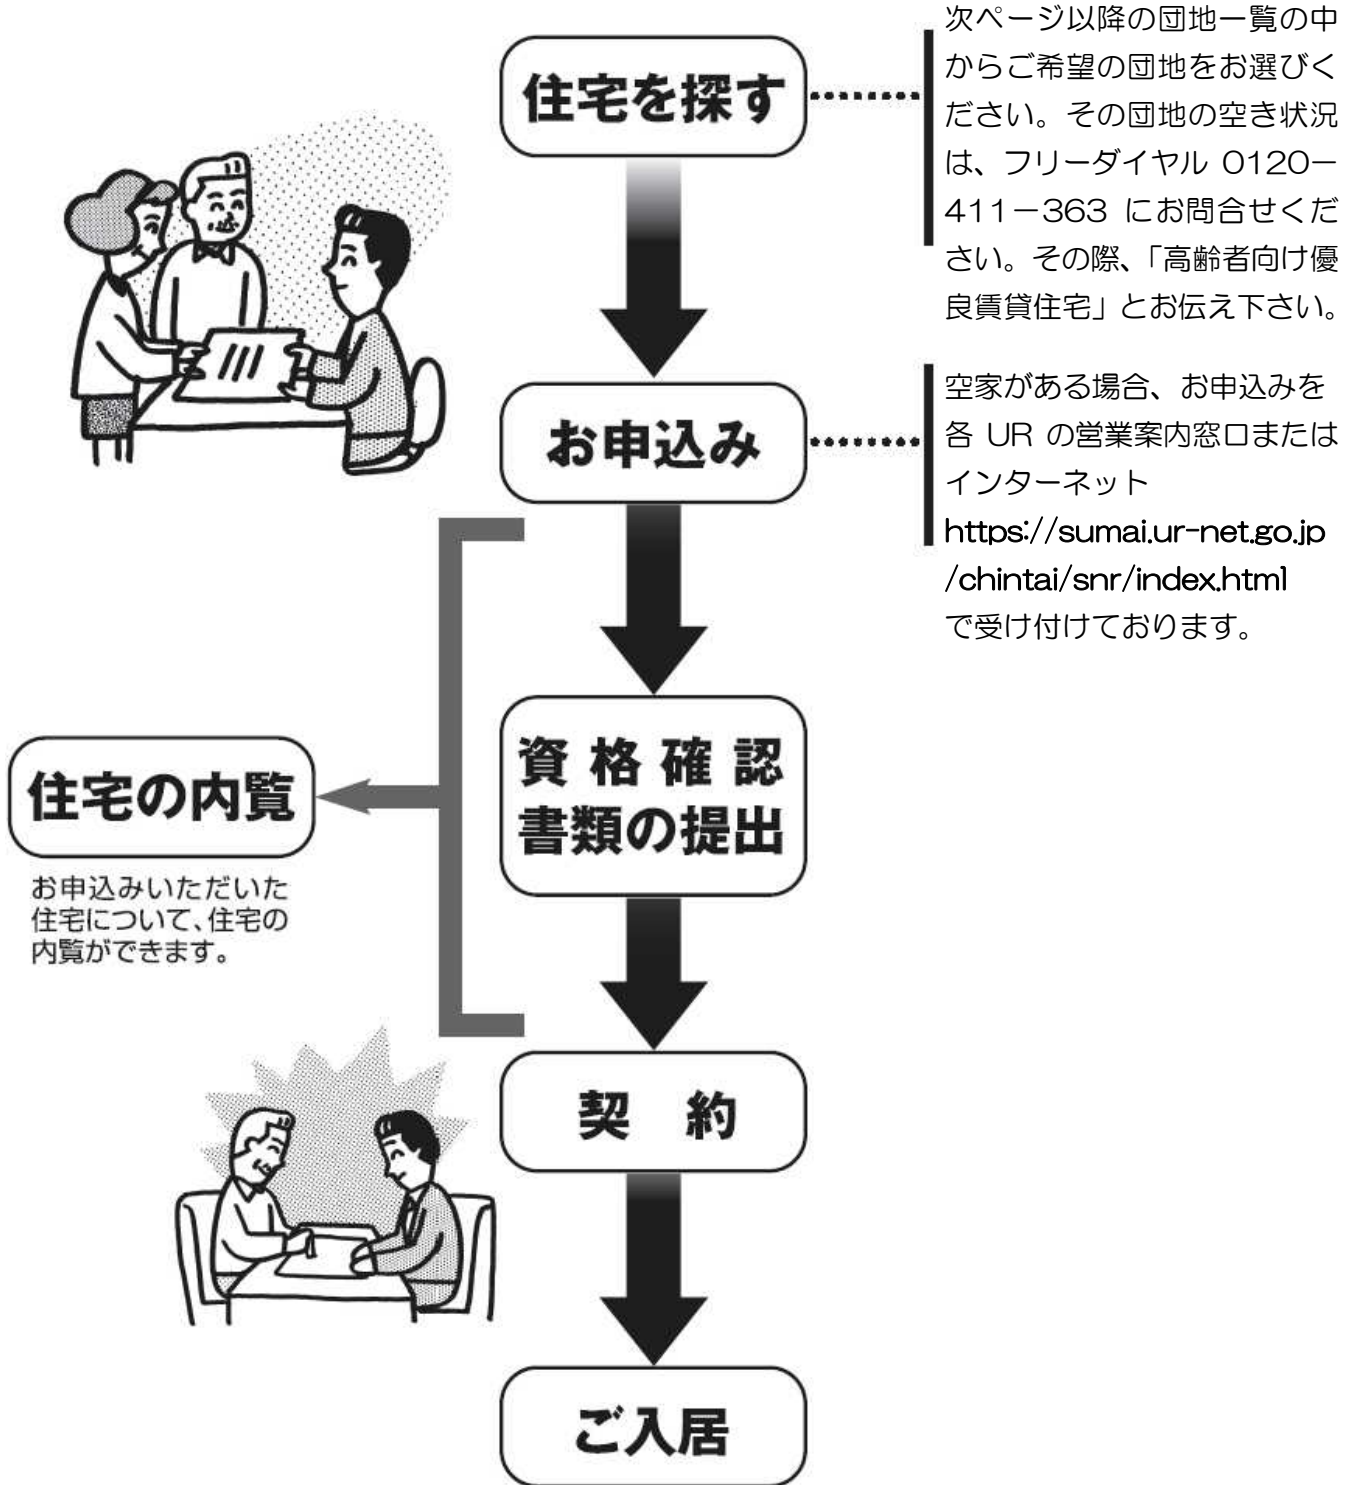 住宅を探す
次ページ以降の団地一覧の中
からご希望の団地をお選びく
ださい。その団地の空き状況
は、フリーダイヤル 0120－
411－363 にお問合せくだ
さい。その際、「高齢者向け優
良賃貸住宅」とお伝え下さい。
お申込み
空家がある場合、お申込みを
各 UR の営業案内窓口または
インターネット
https://sumai.ur-net.go.jp
/chintai/snr/index.html
で受け付けております。
資格確認
書類の提出
住宅の内覧
お申込みいただいた
住宅について、住宅の
内覧ができます。
契　約
ご入居